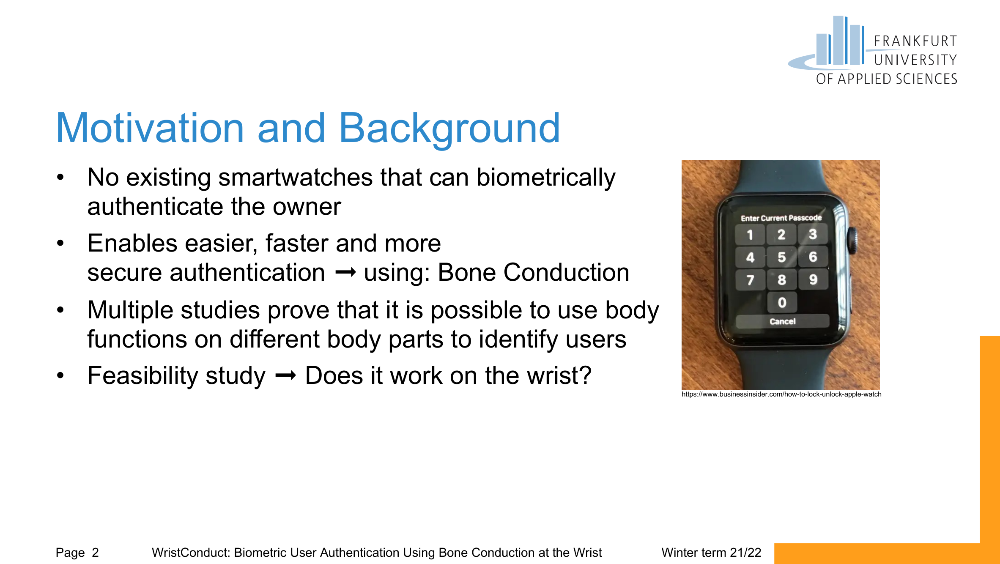 FRANKFURT
UNIVERSITY
OF APPLIED SCIENCES
Motivation and Background
• No existing smartwatches that can biometrically
authenticate the owner
• Enables easier, faster and more
secure authentication ➞ using: Bone Conduction
• Multiple studies prove that it is possible to use body
functions on different body parts to identify users
• Feasibility study ➞ Does it work on the wrist?
Enter Current Passcode
1 2 3
4 5 6
7 8 9
0
Cancel
https://www.businessinsider.com/how-to-lock-unlock-apple-watch
Page 2 WristConduct: Biometric User Authentication Using Bone Conduction at the Wrist Winter term 21/22